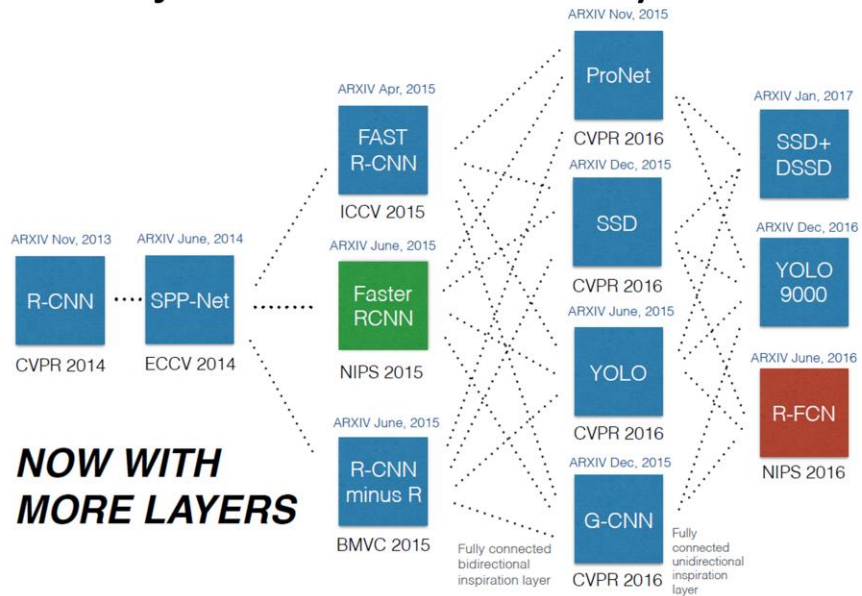 ARXIV Nov, 2013
R-CNN
CVPR 2014
ARXIV June, 2014
SPP-Net
ECCV 2014
ARXIV Apr, 2015
FAST
R-CNN
ICCV 2015
ARXIV June, 2015
Faster
RCNN
NIPS 2015
ARXIV June, 2015
R-CNN
minus R
BMVC 2015
ARXIV Nov, 2015
ProNet
CVPR 2016
ARXIV Dec, 2015
SSD
CVPR 2016
ARXIV June, 2015
YOLO
CVPR 2016
ARXIV Dec, 2015
G-CNN
CVPR 2016
ARXIV Jan, 2017
SSD+
DSSD
ARXIV Dec, 2016
YOLO
9000
ARXIV June, 2016
R-FCN
NIPS 2016
NOW WITH
MORE LAYERS
Fully connected
bidirectional
inspiration layer
Fully
connected
unidirectional
inspiration
layer